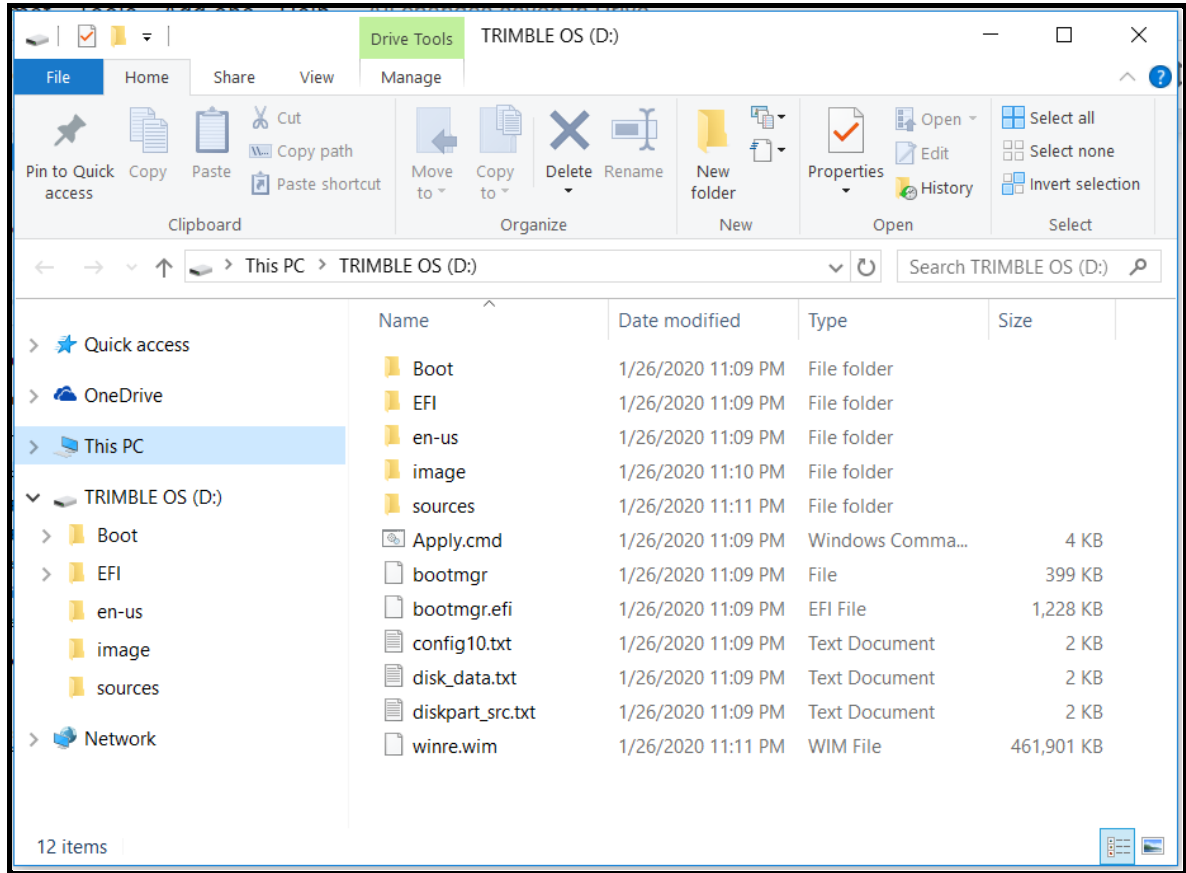 Drive Tools TRIMBLE OS (D:)
File Home Share View Manage
Pin to Quick access
Copy
Paste
Cut
Copy path
Paste shortcut
Clipboard
Move to
Copy to
Delete
Rename
Organize
New folder
New
Properties
Open
Edit
History
Open
Select all
Select none
Invert selection
Select
This PC > TRIMBLE OS (D:)
Search TRIMBLE OS (D:)
Quick access
OneDrive
This PC
TRIMBLE OS (D:)
Boot
EFI
en-us
image
sources
Network
Name Date modified Type Size
Boot 1/26/2020 11:09 PM File folder
EFI 1/26/2020 11:09 PM File folder
en-us 1/26/2020 11:09 PM File folder
image 1/26/2020 11:10 PM File folder
sources 1/26/2020 11:11 PM File folder
Apply.cmd 1/26/2020 11:09 PM Windows Comma... 4 KB
bootmgr 1/26/2020 11:09 PM File 399 KB
bootmgr.efi 1/26/2020 11:09 PM EFI File 1,228 KB
config10.txt 1/26/2020 11:09 PM Text Document 2 KB
disk_data.txt 1/26/2020 11:09 PM Text Document 2 KB
diskpart_src.txt 1/26/2020 11:09 PM Text Document 2 KB
winre.wim 1/26/2020 11:11 PM WIM File 461,901 KB
12 items